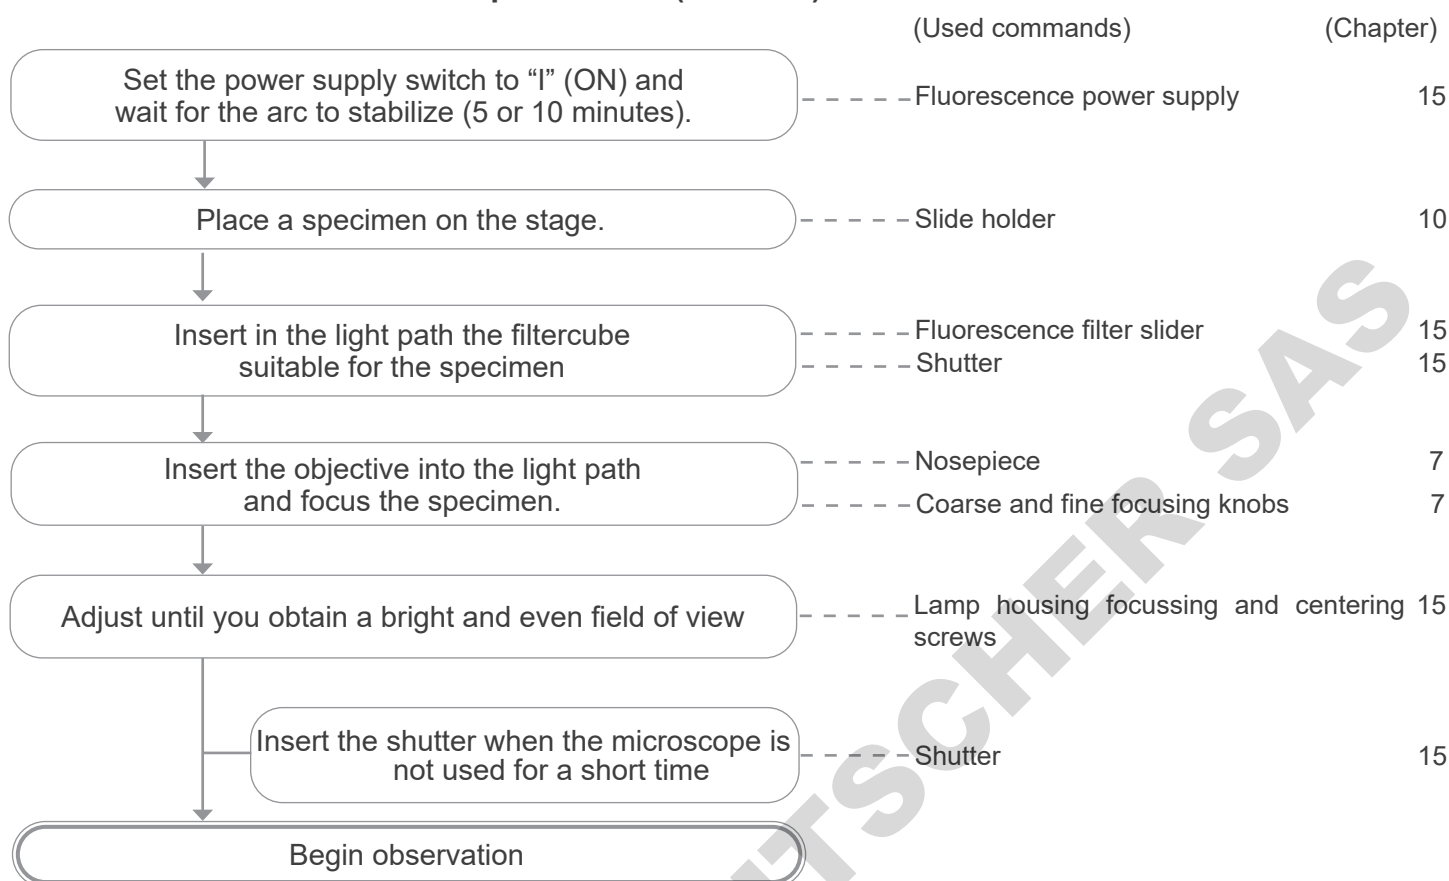 (Used commands) (Chapter)
Set the power supply switch to “I” (ON) and
wait for the arc to stabilize (5 or 10 minutes).
Fluorescence power supply 15
Place a specimen on the stage.
Slide holder 10
Insert in the light path the filtercube
suitable for the specimen
Fluorescence filter slider 15
Shutter 15
Insert the objective into the light path
and focus the specimen.
Nosepiece 7
Coarse and fine focusing knobs 7
Adjust until you obtain a bright and even field of view
Lamp housing focussing and centering 15
screws
Insert the shutter when the microscope is
not used for a short time
Shutter 15
Begin observation
TSCHER SAS